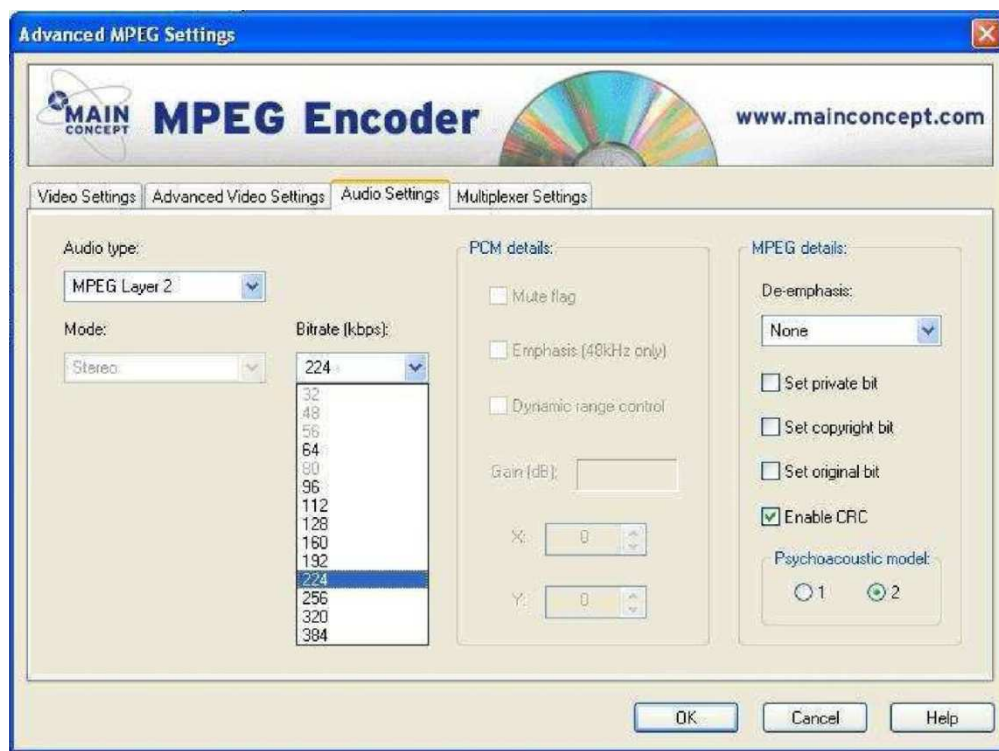 Advanced MPEG Settings
MAIN CONCEPT MPEG Encoder www.mainconcept.com
Video Settings Advanced Video Settings Audio Settings Multiplexer Settings
Audio type:
MPEG Layer 2
Mode:
Stereo
Bitrate (kbps):
224
32
48
56
64
80
96
112
128
160
192
224
256
320
384
PCM details:
Mute flag
Emphasis (48kHz only)
Dynamic range control
Gain (dB):
X: 0
Y: 0
MPEG details:
De-emphasis:
None
Set private bit
Set copyright bit
Set original bit
Enable CRC
Psychoacoustic model:
1 2
OK Cancel Help